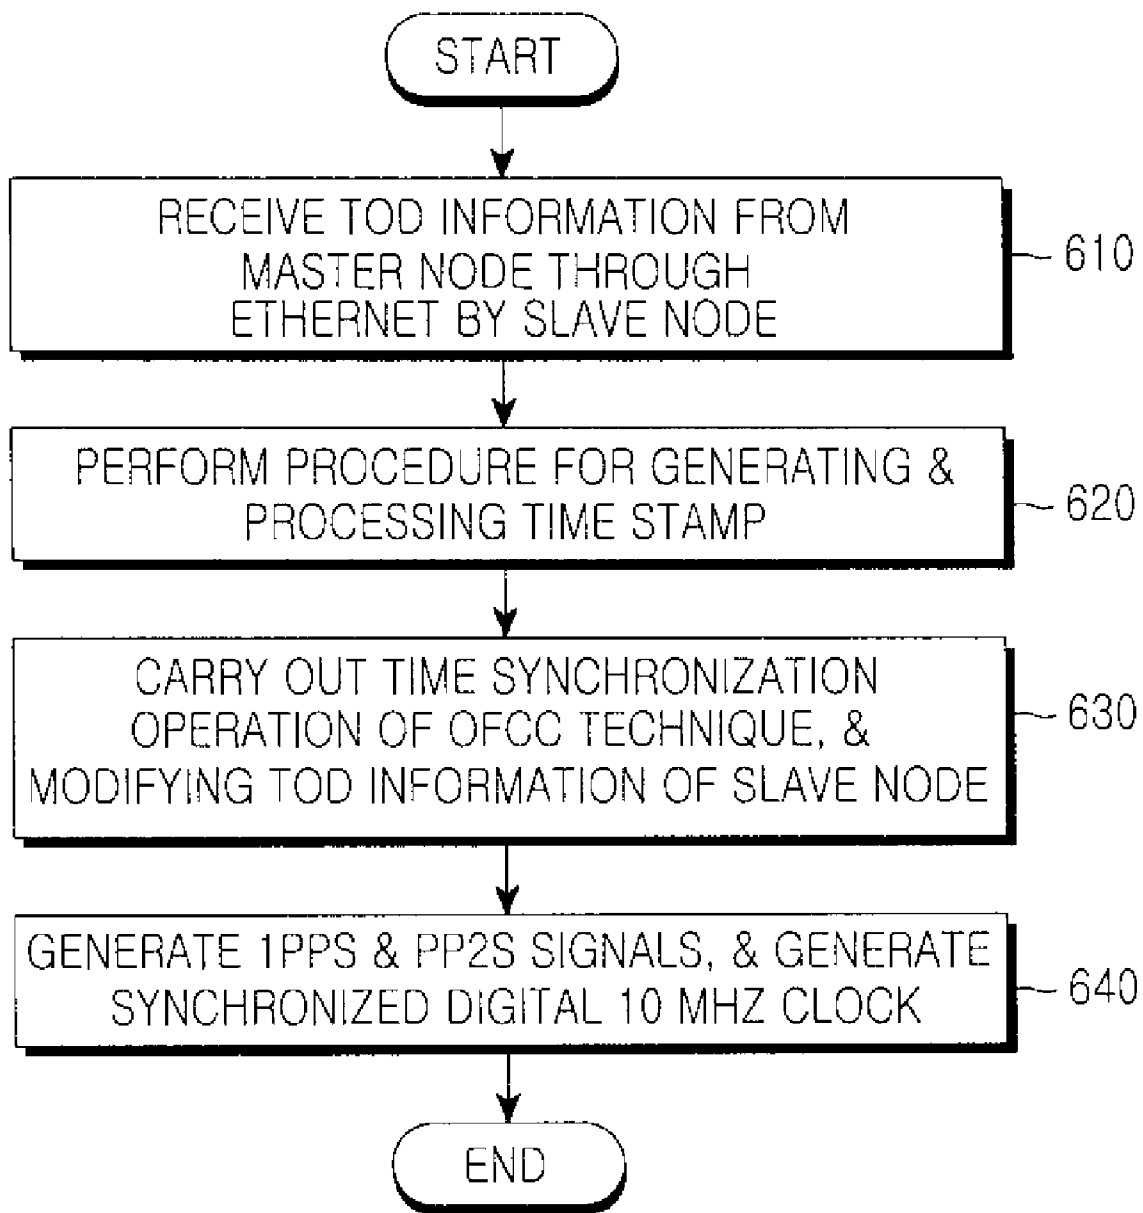 START
RECEIVE TOD INFORMATION FROM
MASTER NODE THROUGH
ETHERNET BY SLAVE NODE
610
PERFORM PROCEDURE FOR GENERATING &
PROCESSING TIME STAMP
620
CARRY OUT TIME SYNCHRONIZATION
OPERATION OF OFCC TECHNIQUE, &
MODIFYING TOD INFORMATION OF SLAVE NODE
630
GENERATE 1PPS & PP2S SIGNALS, & GENERATE
SYNCHRONIZED DIGITAL 10 MHZ CLOCK
640
END